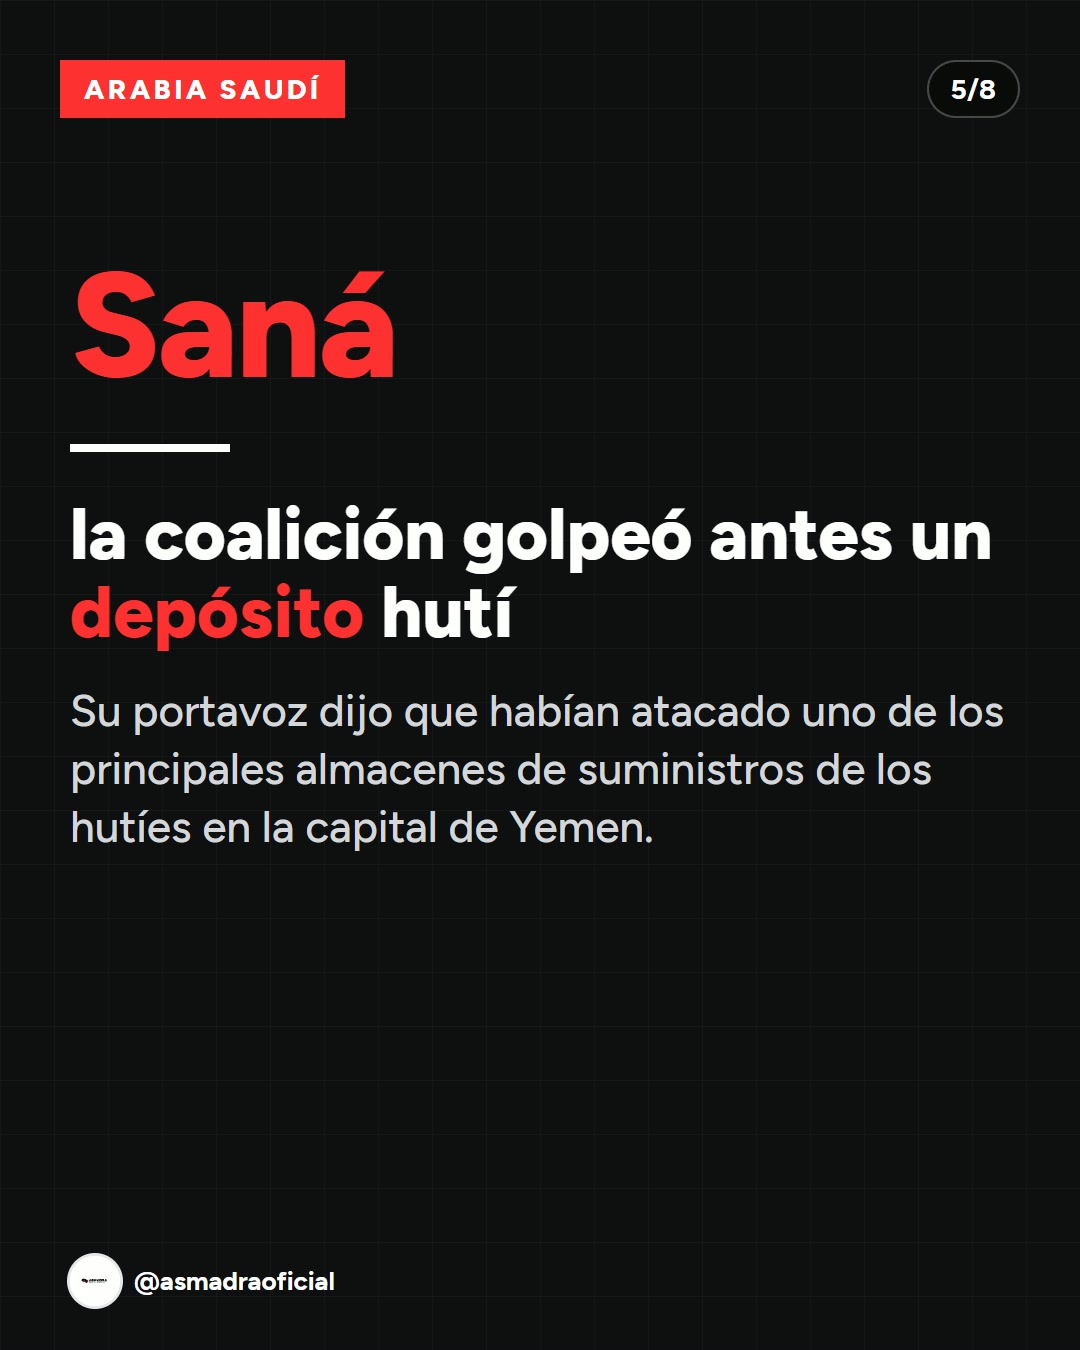 ARABIA SAUDÍ
5/8
Saná
la coalición golpeó antes un
depósito hutí
Su portavoz dijo que habían atacado uno de los
principales almacenes de suministros de los
hutíes en la capital de Yemen.
@asmadraoficial